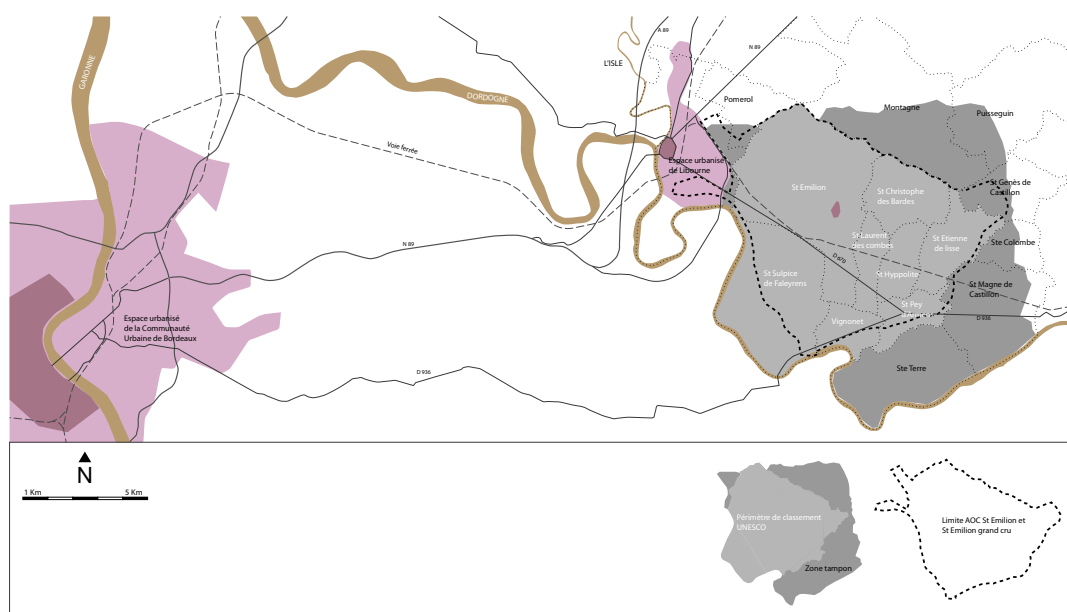 GARONNE
A 89
N 89
L'ISLE
DORDOGNE
Pomerol
Montagne
Puisseguin
Voie ferrée
Espace urbanisé
de Libourne
St Emilion
St Christophe
des Bardes
St Genès de
Castillon
St Laurent
des combes
St Etienne
de lisse
Ste Colombe
N 89
D 670
St Sulpice
de Faleyrens
St Hyppolise
St Magne de
Castillon
St Pey
Vignonet
D 936
Espace urbanisé
de la Communauté
Urbaine de Bordeaux
D 936
Ste Terre
N
1 Km
5 Km
Périmètre de classement
UNESCO
Zone tampon
Limite AOC St Emilion et
St Emilion grand cru